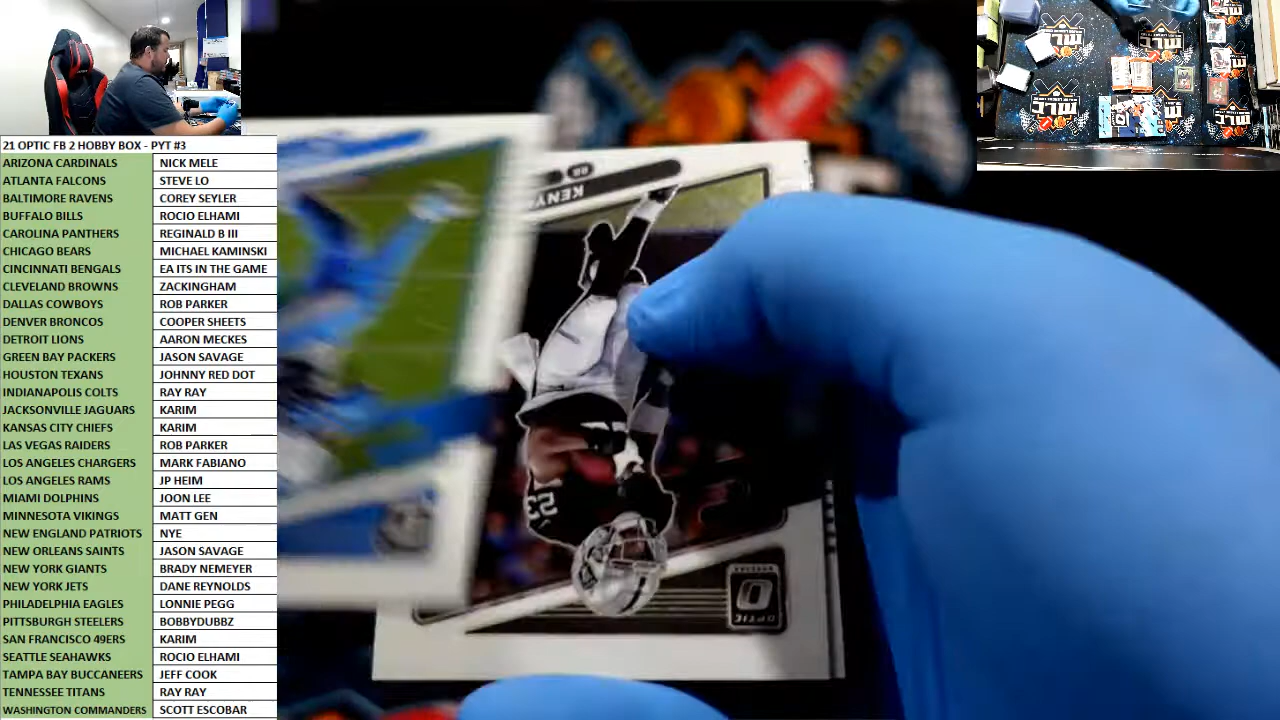 21 OPTIC FB 2 HOBBY BOX - PYT #3
ARIZONA CARDINALS NICK MELE
ATLANTA FALCONS STEVE LO
BALTIMORE RAVENS COREY SEYLER
BUFFALO BILLS ROCIO ELHAMI
CAROLINA PANTHERS REGINALD B III
CHICAGO BEARS MICHAEL KAMINSKI
CINCINNATI BENGALS EA ITS IN THE GAME
CLEVELAND BROWNS ZACKINGHAM
DALLAS COWBOYS ROB PARKER
DENVER BRONCOS COOPER SHEETS
DETROIT LIONS AARON MECKES
GREEN BAY PACKERS JASON SAVAGE
HOUSTON TEXANS JOHNNY RED DOT
INDIANAPOLIS COLTS RAY RAY
JACKSONVILLE JAGUARS KARIM
KANSAS CITY CHIEFS KARIM
LAS VEGAS RAIDERS ROB PARKER
LOS ANGELES CHARGERS MARK FABIANO
LOS ANGELES RAMS JP HEIM
MIAMI DOLPHINS JOON LEE
MINNESOTA VIKINGS MATT GEN
NEW ENGLAND PATRIOTS NYE
NEW ORLEANS SAINTS JASON SAVAGE
NEW YORK GIANTS BRADY NEMEYER
NEW YORK JETS DANE REYNOLDS
PHILADELPHIA EAGLES LONNIE PEGG
PITTSBURGH STEELERS BOBBYDUBBZ
SAN FRANCISCO 49ERS KARIM
SEATTLE SEAHAWKS ROCIO ELHAMI
TAMPA BAY BUCCANEERS JEFF COOK
TENNESSEE TITANS RAY RAY
WASHINGTON COMMANDERS SCOTT ESCOBAR
RB
KENY
23
OPTIC